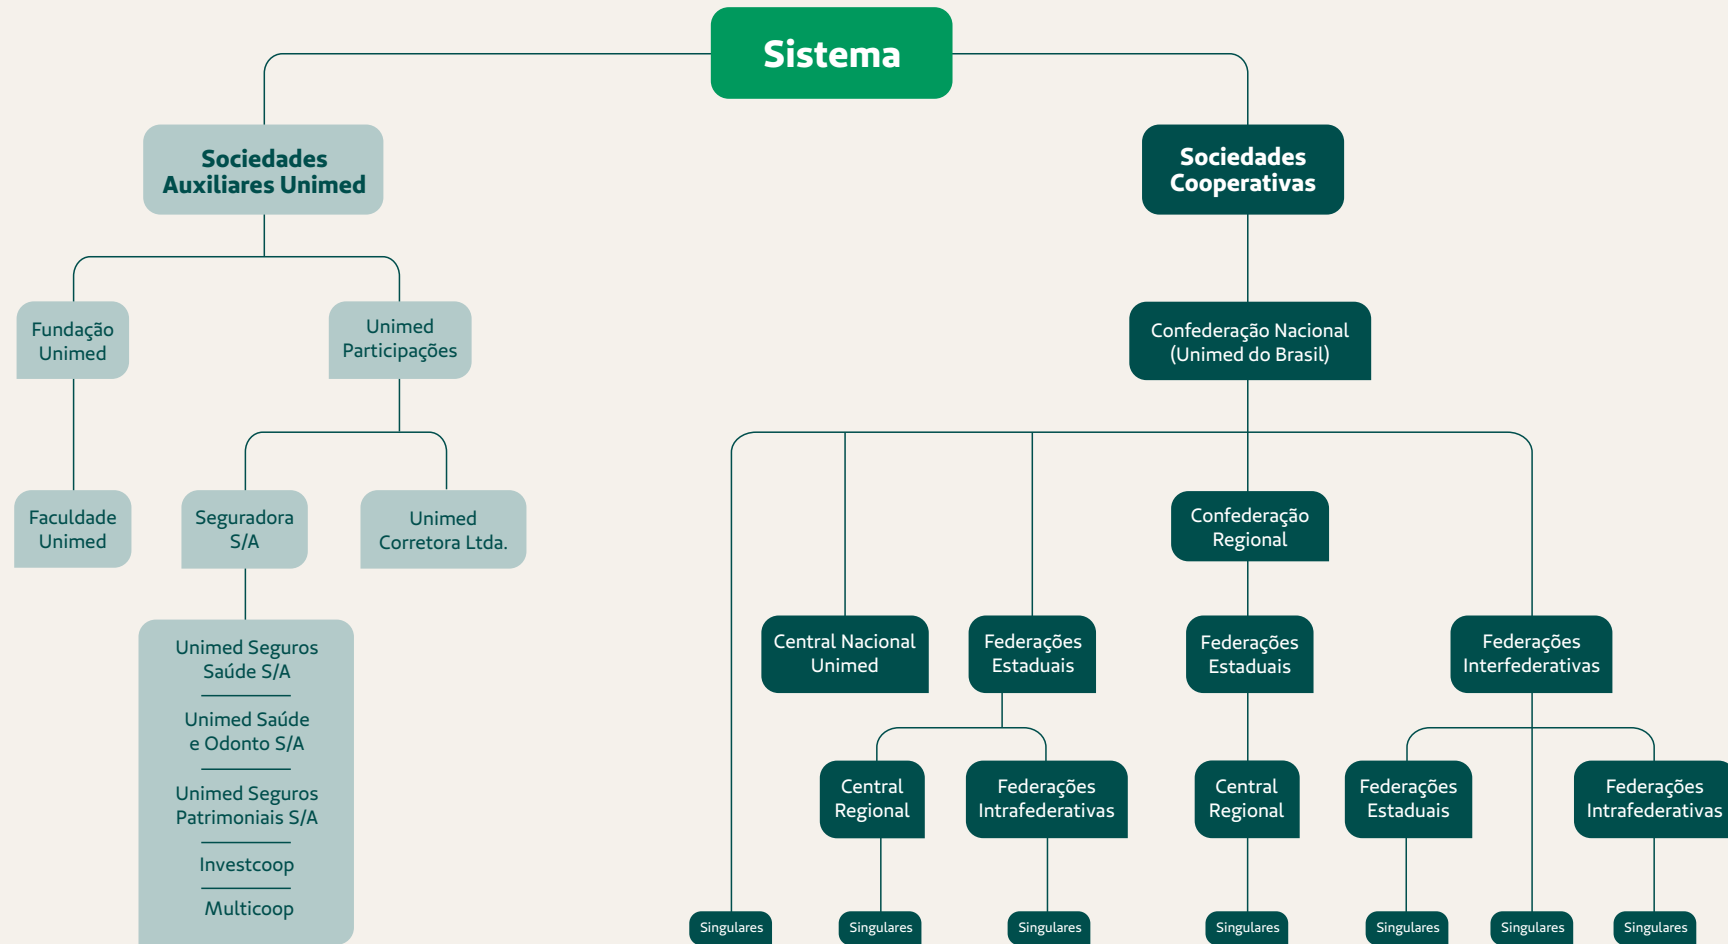 Sistema
Sociedades
Auxiliares Unimed
Sociedades
Cooperativas
Fundação
Unimed
Unimed
Participações
Confederação Nacional
(Unimed do Brasil)
Faculdade
Unimed
Seguradora
S/A
Unimed
Corretora Ltda.
Confederação
Regional
Unimed Seguros
Saúde S/A
Unimed Saúde
e Odonto S/A
Unimed Seguros
Patrimoniais S/A
Investcoop
Multicoop
Central Nacional
Unimed
Federações
Estaduais
Federações
Estaduais
Federações
Interfederativas
Central
Regional
Federações
Intrafederativas
Central
Regional
Federações
Estaduais
Federações
Intrafederativas
Singulares
Singulares
Singulares
Singulares
Singulares
Singulares
Singulares